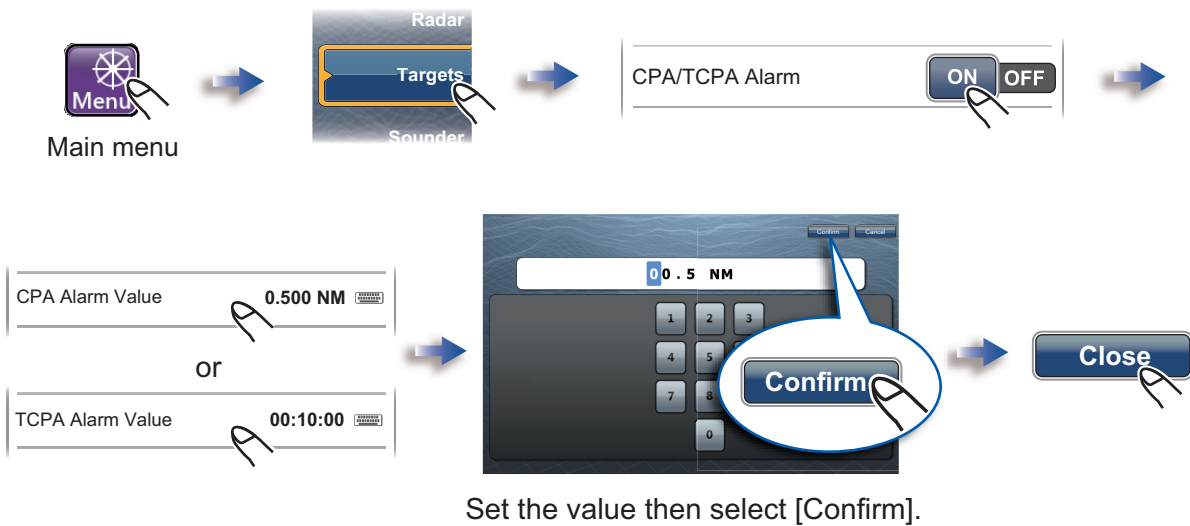 Radar
Menu
Targets
CPA/TCPA Alarm
ON OFF
Sounder
Main menu
Confirm Cancel
00.5 NM
CPA Alarm Value 0.500 NM
or
TCPA Alarm Value 00:10:00
1 2 3
4 5
7 8
0
Confirm
Close
Set the value then select [Confirm].